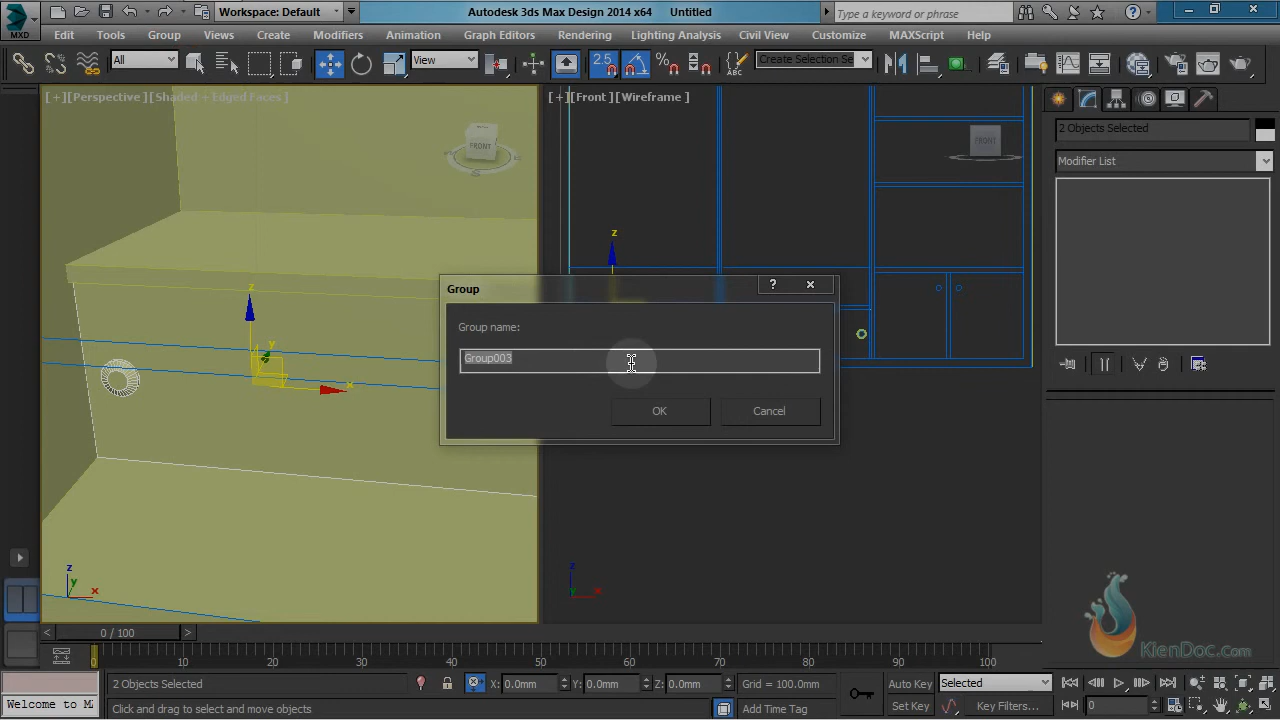 MXD
Workspace: Default
Autodesk 3ds Max Design 2014 x64 Untitled
Type a keyword or phrase
Edit Tools Group Views Create Modifiers Animation Graph Editors Rendering Lighting Analysis Civil View Customize MAXScript Help
All
View
2.5
Create Selection Se
ABC
[+][Perspective][Shaded + Edged Faces]
[+][Front][Wireframe]
2 Objects Selected
Modifier List
FRONT
FRONT
z
y
x
z
Group
?
Group name:
Group003
OK
Cancel
z
y
x
z
y
x
KienDoc.com
< 0 / 100 >
0 10 20 30 40 50 60 70 80 90 100
2 Objects Selected
X: 0.0mm Y: 0.0mm Z: 0.0mm
Grid = 100.0mm
Auto Key
Selected
Welcome to M
Click and drag to select and move objects
Add Time Tag
Set Key
Key Filters...
0